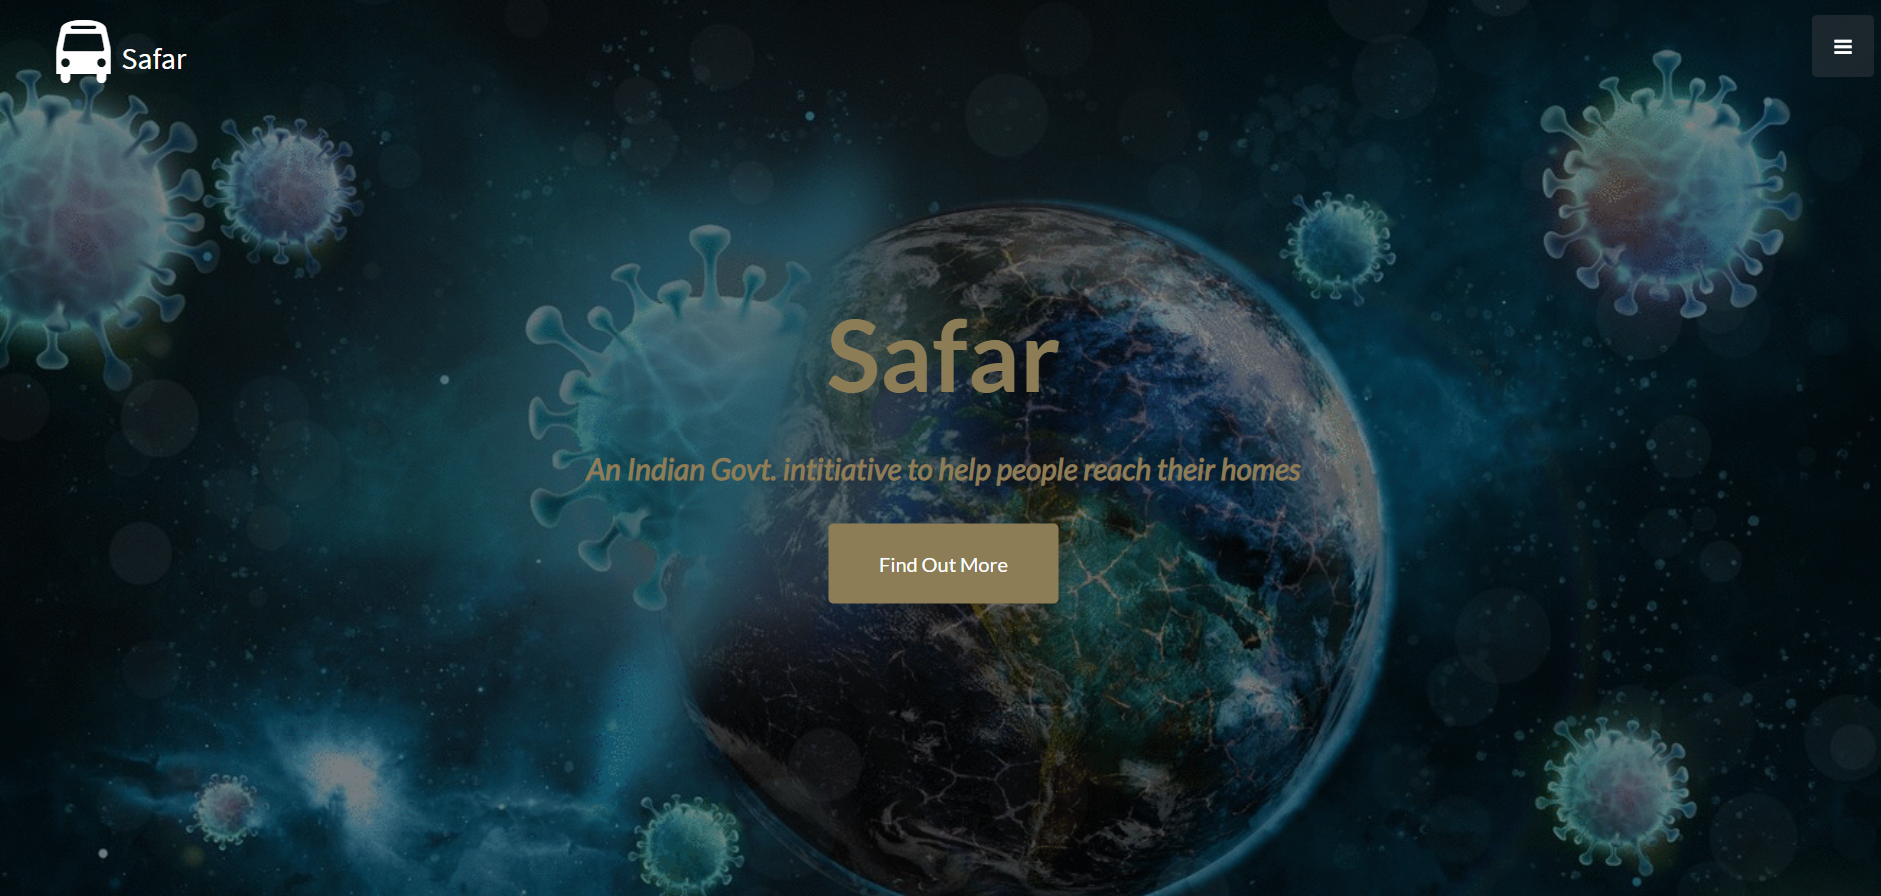 Safar
Safar
An Indian Govt. intitiative to help people reach their homes
Find Out More